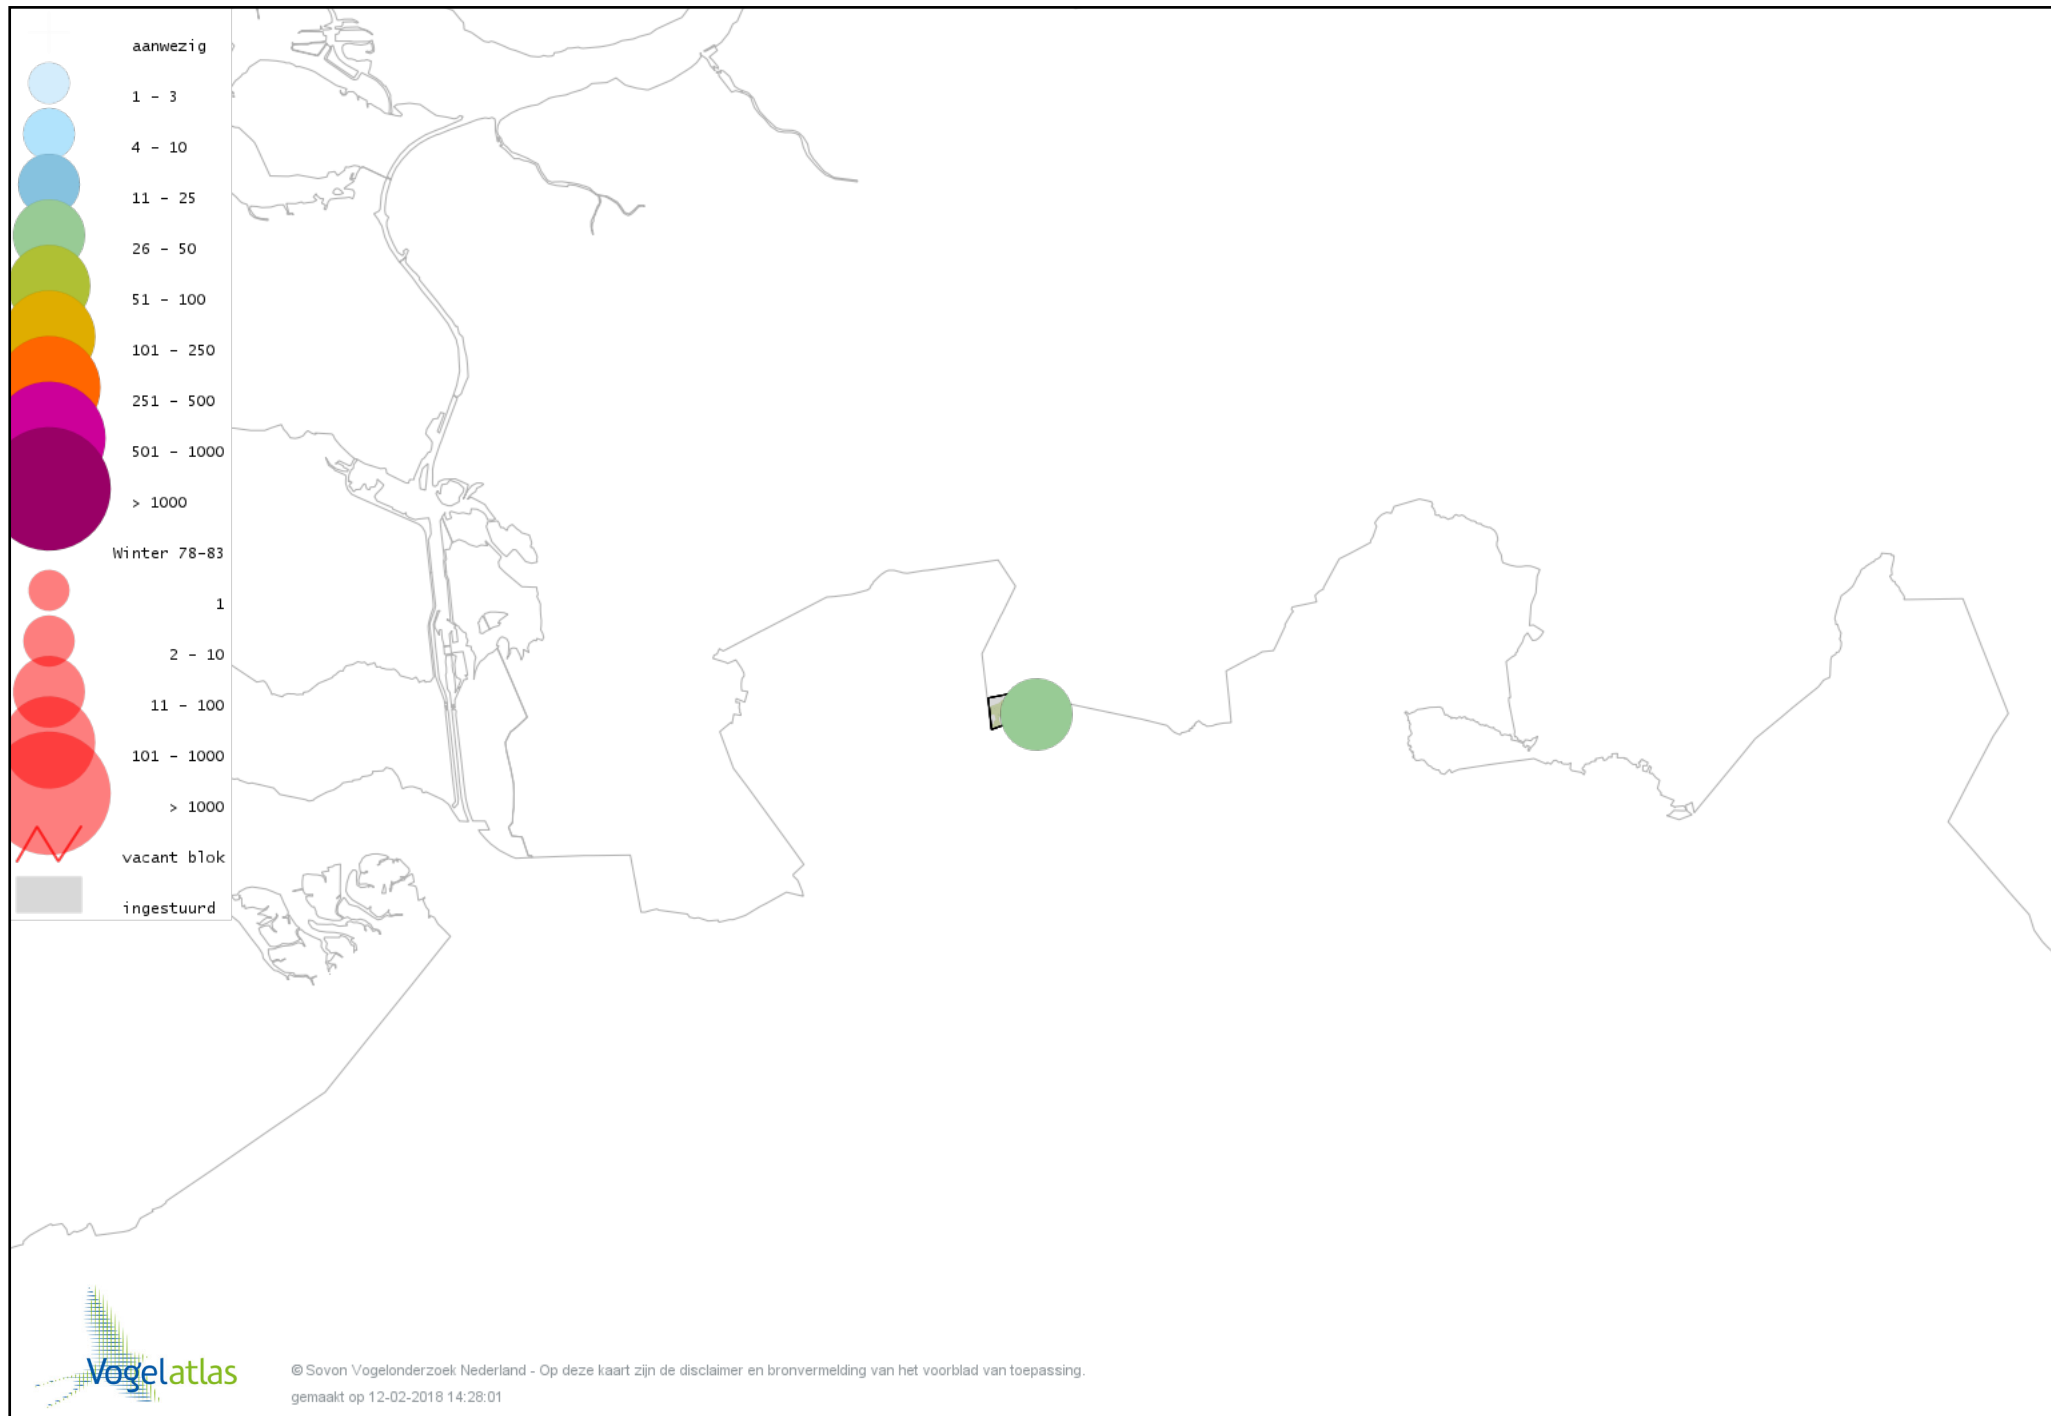 aanwezig
1 - 3
4 - 10
11 - 25
26 - 50
51 - 100
101 - 250
251 - 500
501 - 1000
> 1000
Winter 78-83
1
2 - 10
11 - 100
101 - 1000
> 1000
vacant blok
ingestuurd
Vogelatlas
© Sovon Vogelonderzoek Nederland - Op deze kaart zijn de disclaimer en bronvermelding van het voorblad van toepassing.
gemaakt op 12-02-2018 14:28:01